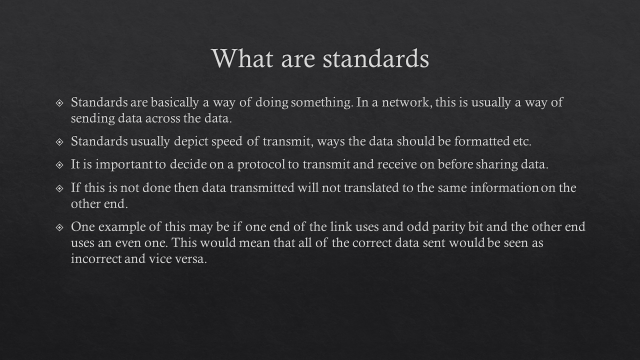 What are standards
Standards are basically a way of doing something. In a network, this is usually a way of
sending data across the data.
Standards usually depict speed of transmit, ways the data should be formatted etc.
It is important to decide on a protocol to transmit and receive on before sharing data.
If this is not done then data transmitted will not translated to the same information on the
other end.
One example of this may be if one end of the link uses and odd parity bit and the other end
uses an even one. This would mean that all of the correct data sent would be seen as
incorrect and vice versa.